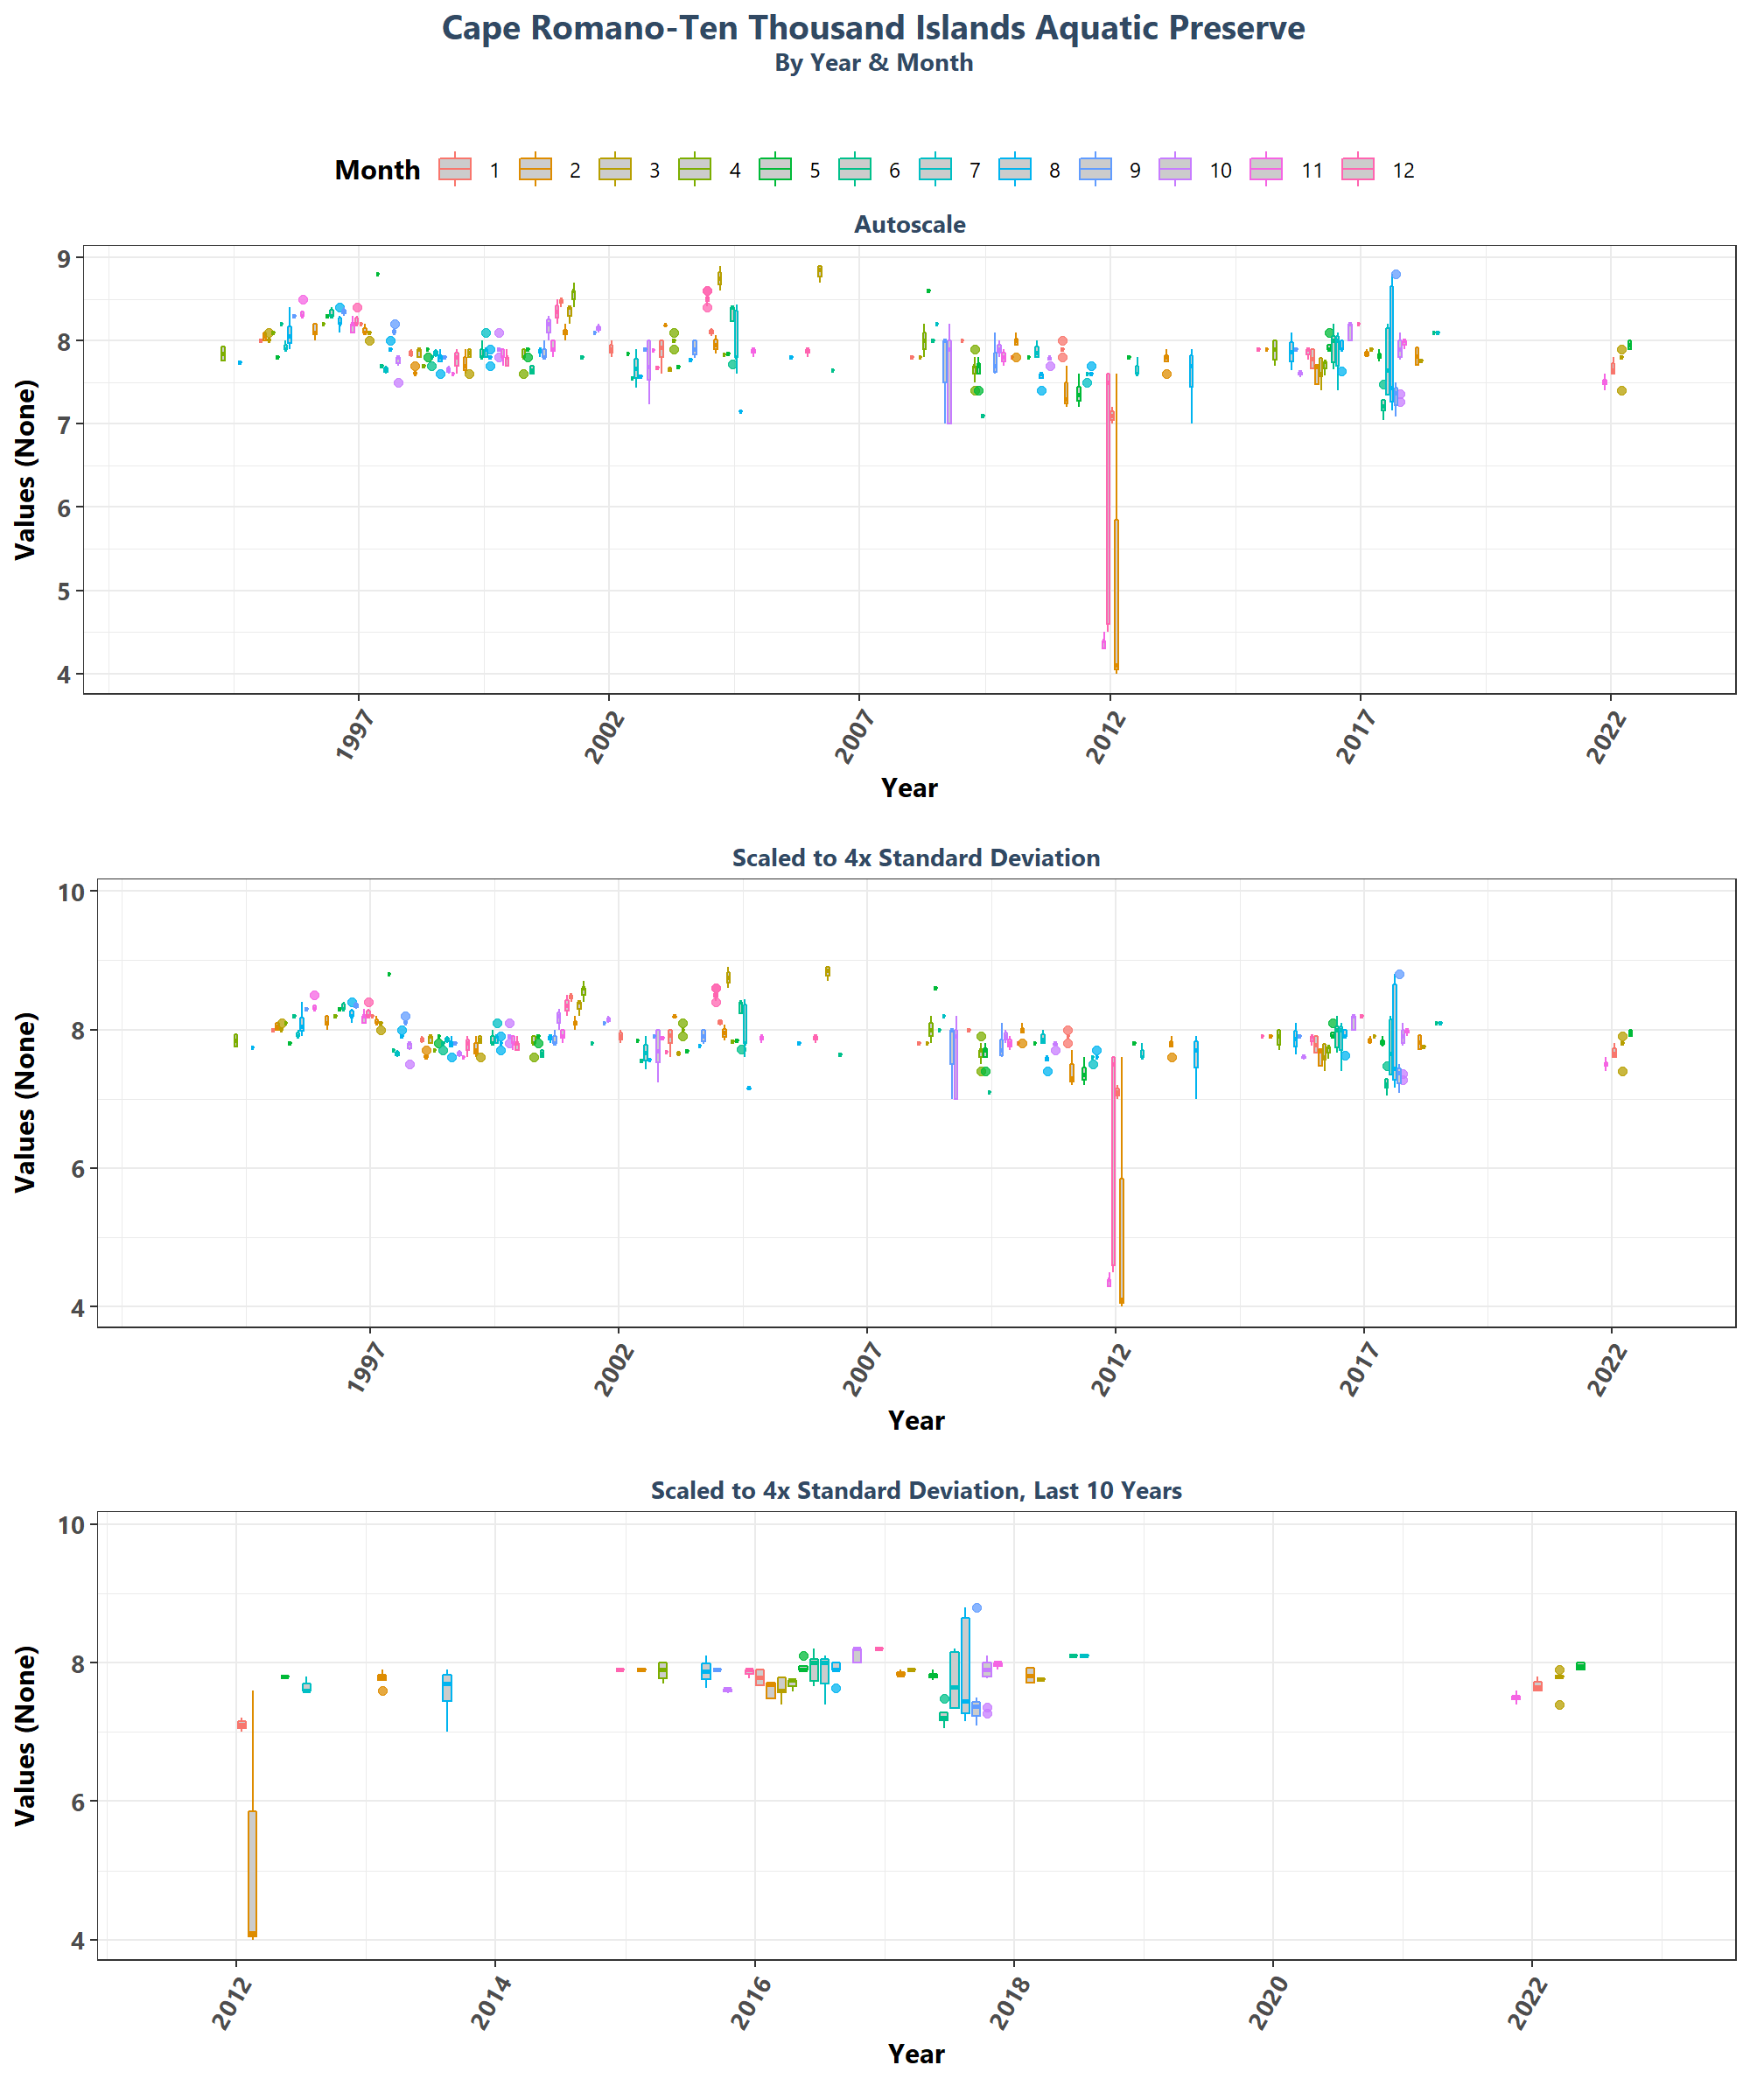 Cape Romano-Ten Thousand Islands Aquatic Preserve
By Year & Month
Month 1 2 3 4 5 6 7 8 9 10 11 12
Autoscale
9
8
7
6
5
4
Values (None)
1997 2002 2007 2012 2017 2022
Year
Scaled to 4x Standard Deviation
10
8
6
4
Values (None)
1997 2002 2007 2012 2017 2022
Year
Scaled to 4x Standard Deviation, Last 10 Years
10
8
6
4
Values (None)
2012 2014 2016 2018 2020 2022
Year